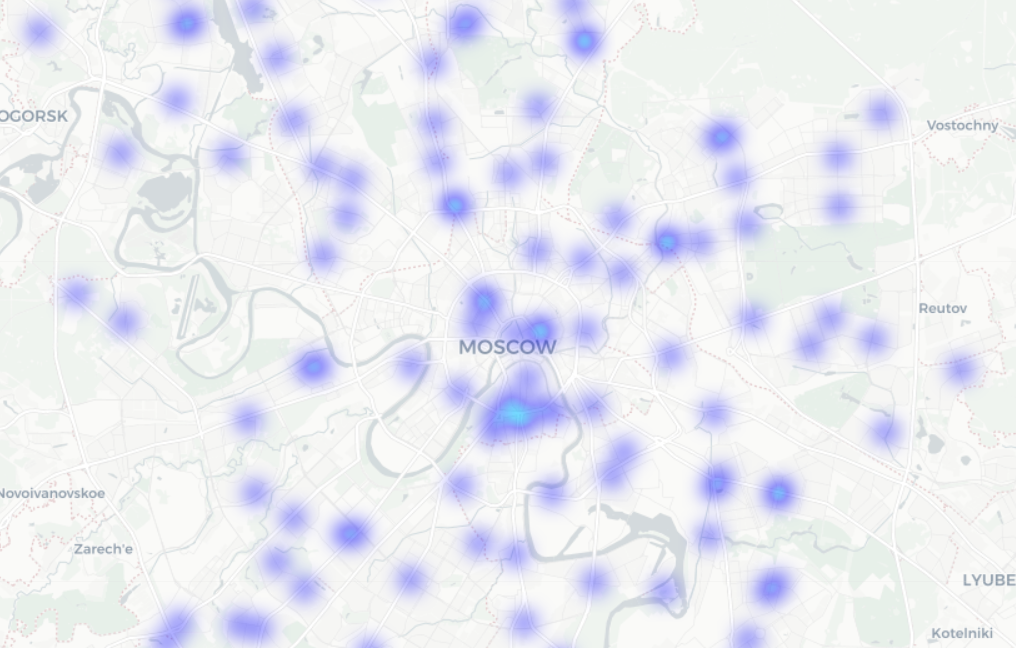 OGORSK
Vostochny
Reutov
MOSCOW
Novoivanovskoe
Zarech'e
LYUBE
Kotelniki